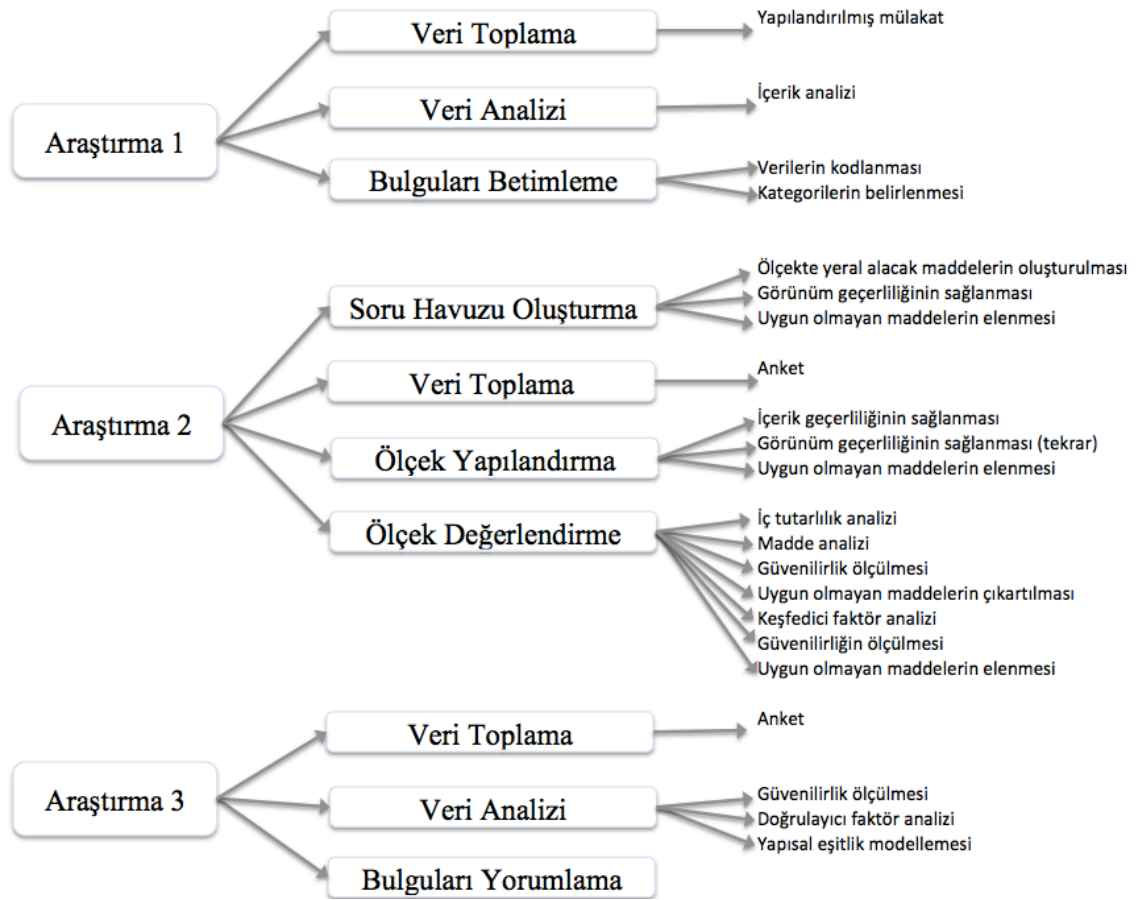 Araştırma 1
Veri Toplama
Yapılandırılmış mülakat
Veri Analizi
İçerik analizi
Bulguları Betimleme
Verilerin kodlanması
Kategorilerin belirlenmesi
Araştırma 2
Soru Havuzu Oluşturma
Ölçekte yeral alacak maddelerin oluşturulması
Görünüm geçerliliğinin sağlanması
Uygun olmayan maddelerin elenmesi
Veri Toplama
Anket
Ölçek Yapılandırma
İçerik geçerliliğinin sağlanması
Görünüm geçerliliğinin sağlanması (tekrar)
Uygun olmayan maddelerin elenmesi
Ölçek Değerlendirme
İç tutarlılık analizi
Madde analizi
Güvenilirlik ölçülmesi
Uygun olmayan maddelerin çıkartılması
Keşfedici faktör analizi
Güvenilirliğin ölçülmesi
Uygun olmayan maddelerin elenmesi
Araştırma 3
Veri Toplama
Anket
Veri Analizi
Güvenilirlik ölçülmesi
Doğrulayıcı faktör analizi
Yapısal eşitlik modellemesi
Bulguları Yorumlama